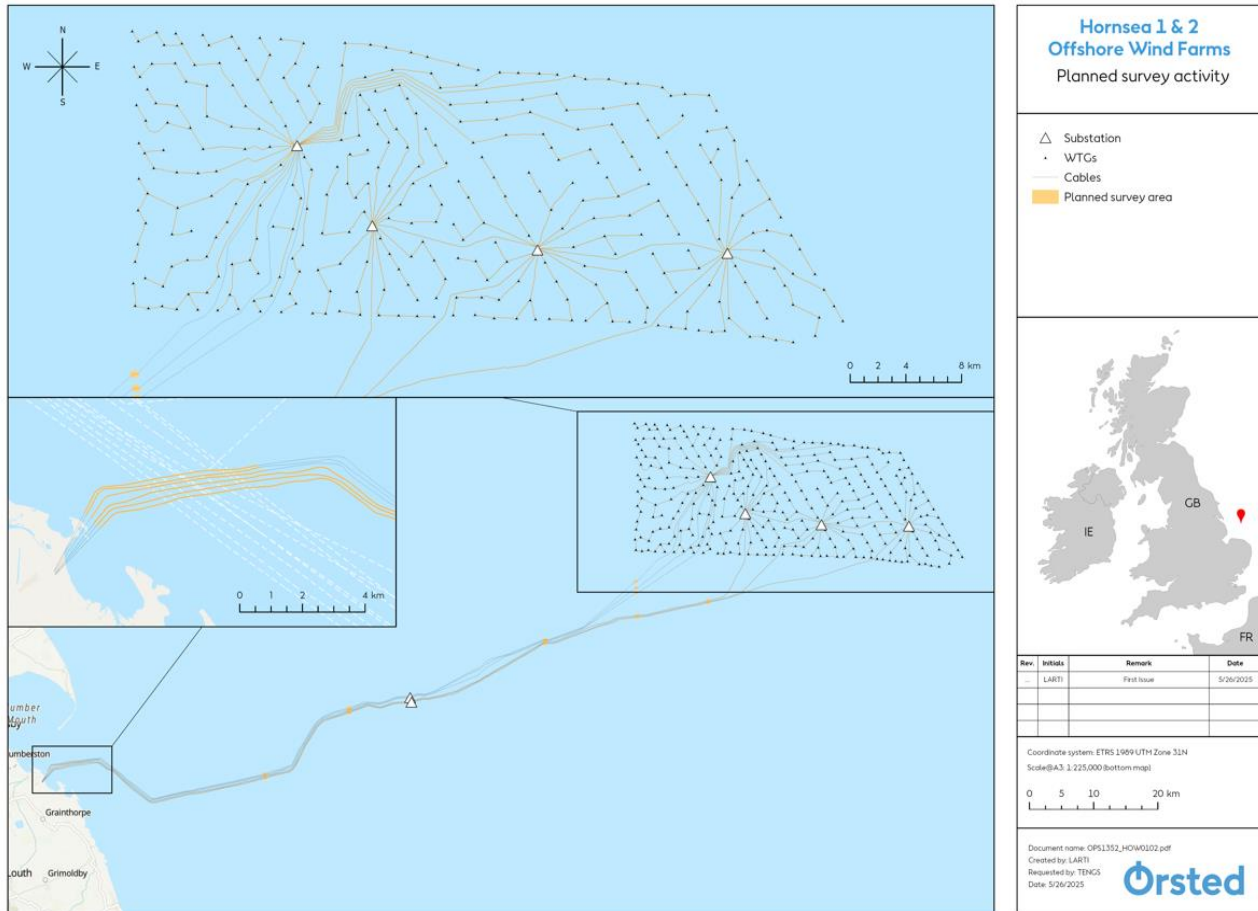 N
W E
S
0 2 4 8 km
0 1 2 4 km
umber
Mouth
by
umberston
Grainthorpe
Louth
Grimoldby
Hornsea 1 & 2
Offshore Wind Farms
Planned survey activity
Substation
WTGs
Cables
Planned survey area
GB
IE
FR
Rev. Initials Remark Date
... LARTI First Issue 5/26/2025
Coordinate system: ETRS 1989 UTM Zone 31N
Scale@A3: 1:225,000 (bottom map)
0 5 10 20 km
Document name: OPS1352_HOW0102.pdf
Created by: LARTI
Requested by: TENGS
Date: 5/26/2025
Ørsted